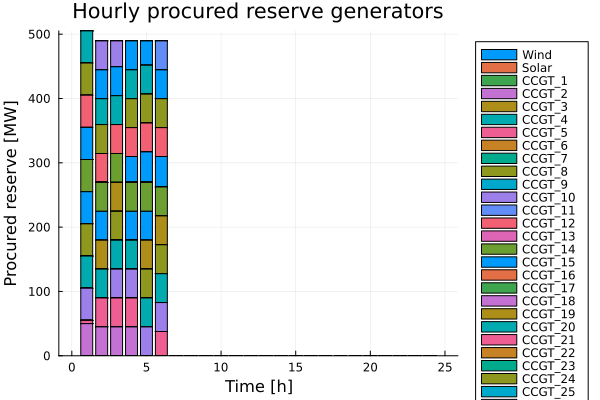 Hourly procured reserve generators
Procured reserve [MW]
500
400
300
200
100
0
0 5 10 15 20 25
Time [h]
Wind
Solar
CCGT_1
CCGT_2
CCGT_3
CCGT_4
CCGT_5
CCGT_6
CCGT_7
CCGT_8
CCGT_9
CCGT_10
CCGT_11
CCGT_12
CCGT_13
CCGT_14
CCGT_15
CCGT_16
CCGT_17
CCGT_18
CCGT_19
CCGT_20
CCGT_21
CCGT_22
CCGT_23
CCGT_24
CCGT_25